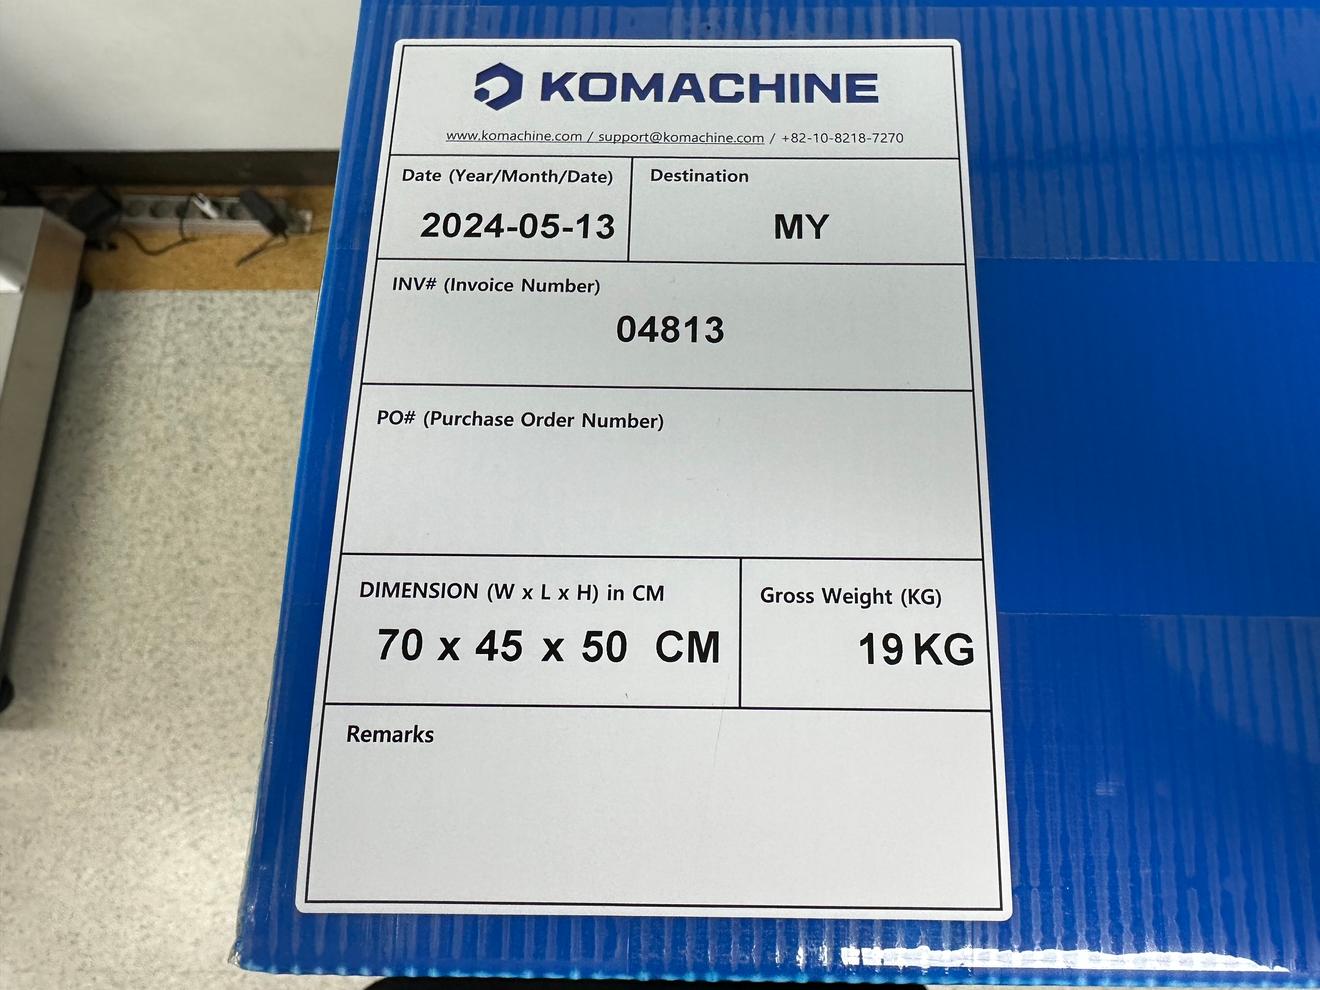 KOMACHINE
www.komachine.com / support@komachine.com / +82-10-8218-7270
Date (Year/Month/Date)
2024-05-13
Destination
MY
INV# (Invoice Number)
04813
PO# (Purchase Order Number)
DIMENSION (W x L x H) in CM
70 x 45 x 50 CM
Gross Weight (KG)
19 KG
Remarks